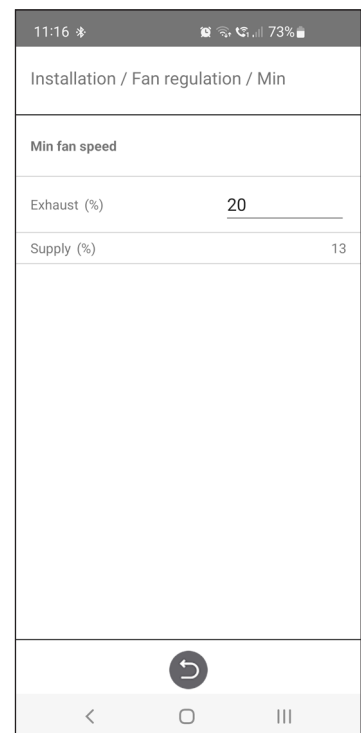 11:16 73%
Installation / Fan regulation / Min
Min fan speed
Exhaust (%) 20
Supply (%) 13